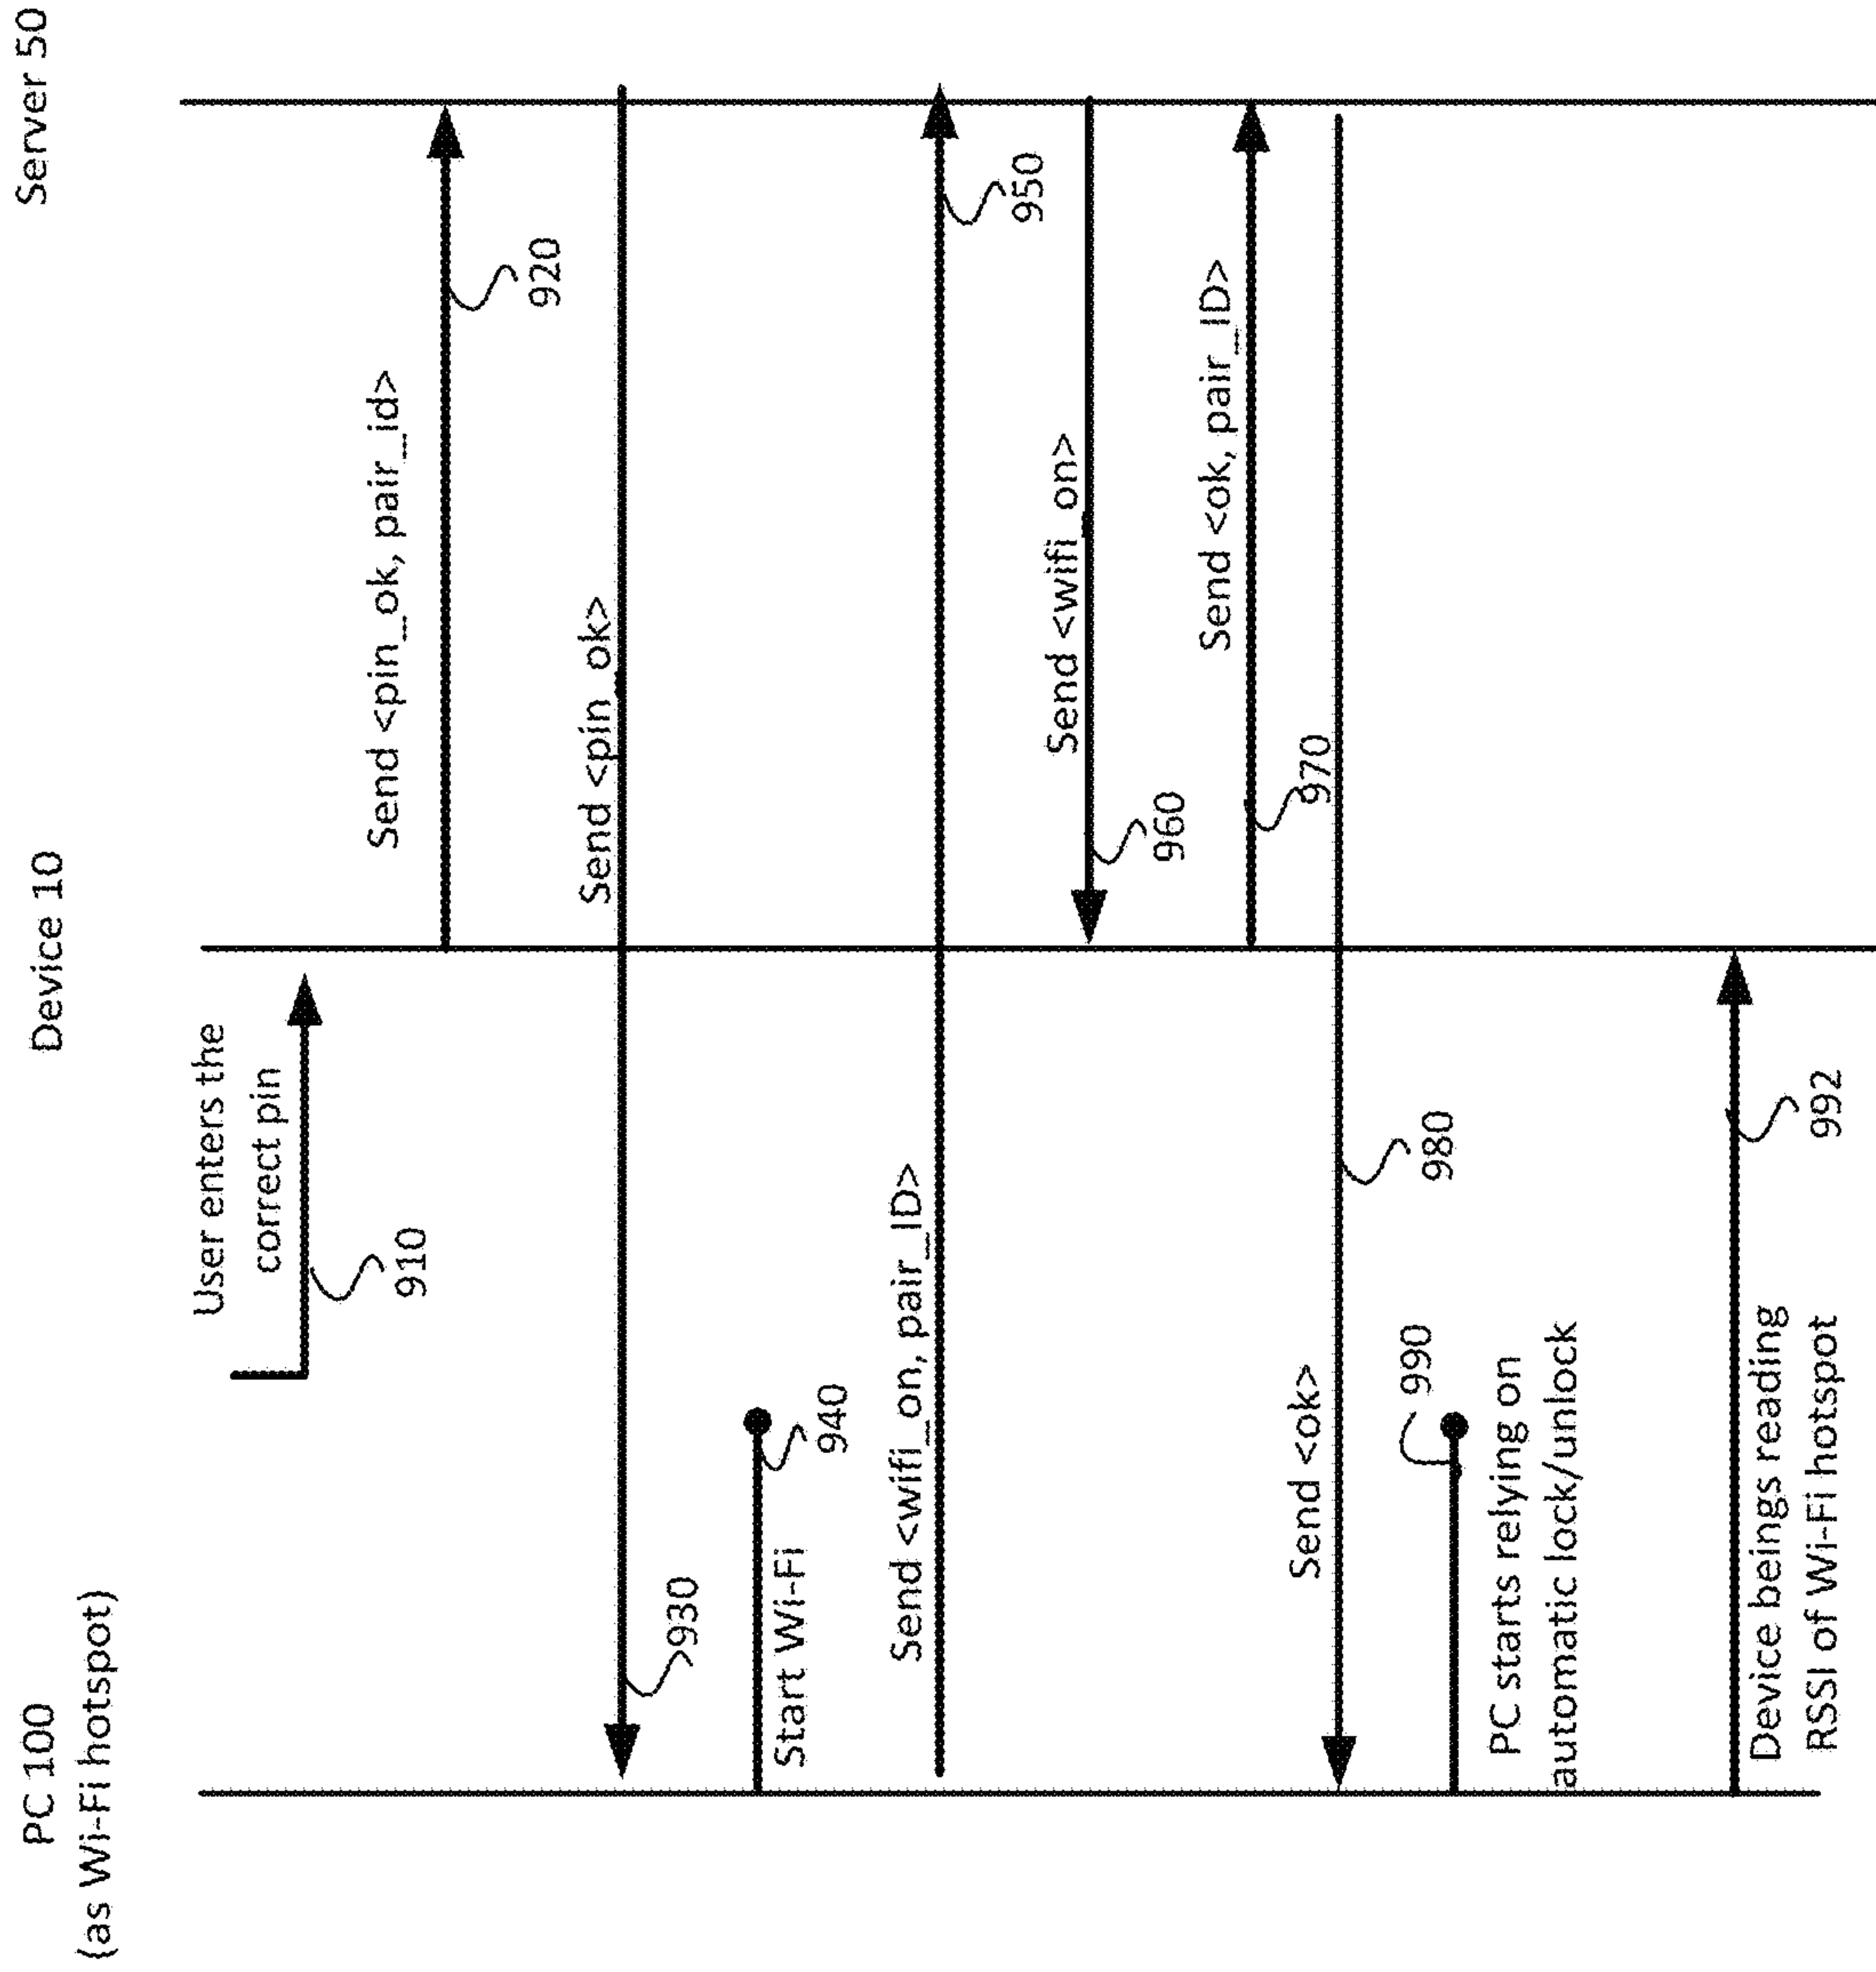 PC 100
(as Wi-Fi hotspot)
Device 10
Server 50
User enters the
correct pin
910
Send <pin_ok, pair_id>
920
Send <pin_ok>
930
Start Wi-Fi
940
Send <wifi_on, pair_ID>
950
Send <wifi_on>
960
Send <ok, pair_ID>
970
Send <ok>
980
990
PC starts relying on
automatic lock/unlock
992
Device beings reading
RSSI of Wi-Fi hotspot